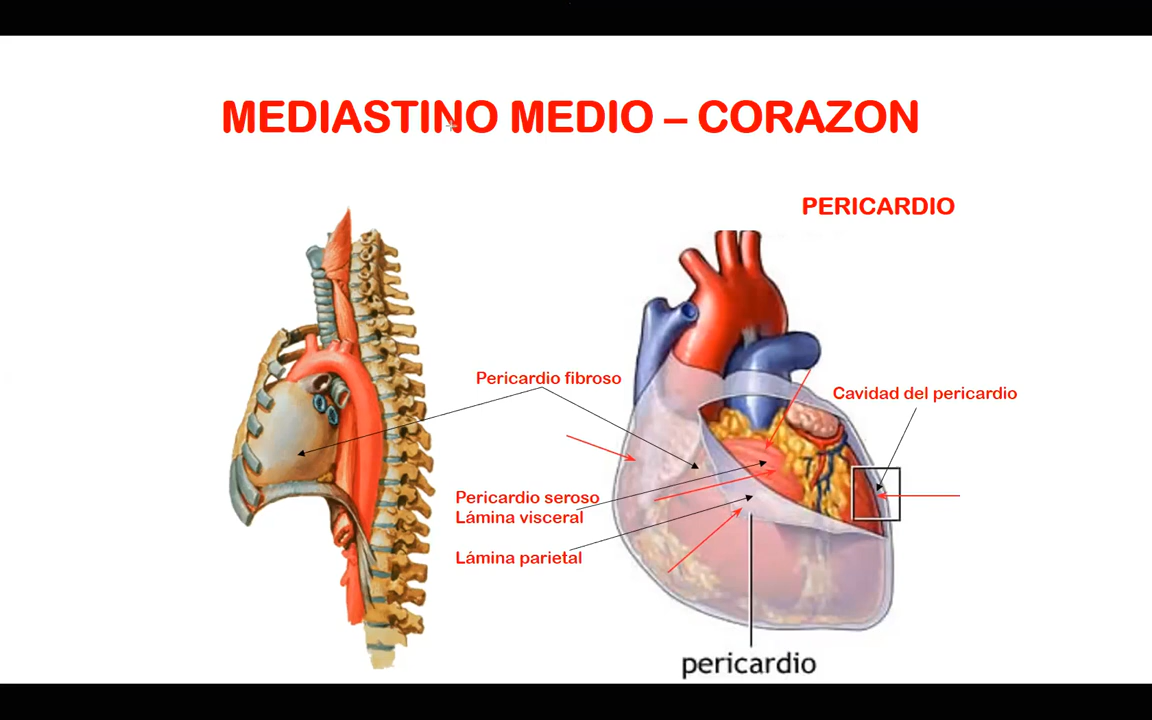 MEDIASTINO MEDIO – CORAZON
PERICARDIO
Pericardio fibroso
Cavidad del pericardio
Pericardio seroso
Lámina visceral
Lámina parietal
pericardio